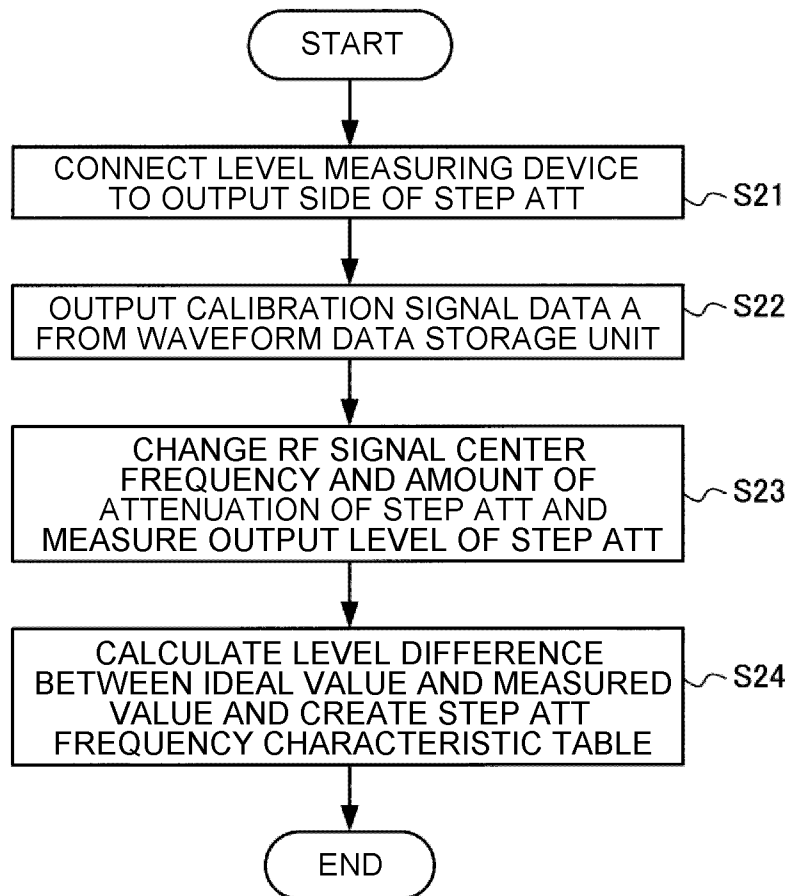 START
CONNECT LEVEL MEASURING DEVICE
TO OUTPUT SIDE OF STEP ATT
S21
OUTPUT CALIBRATION SIGNAL DATA A
FROM WAVEFORM DATA STORAGE UNIT
S22
CHANGE RF SIGNAL CENTER
FREQUENCY AND AMOUNT OF
ATTENUATION OF STEP ATT AND
MEASURE OUTPUT LEVEL OF STEP ATT
S23
CALCULATE LEVEL DIFFERENCE
BETWEEN IDEAL VALUE AND MEASURED
VALUE AND CREATE STEP ATT
FREQUENCY CHARACTERISTIC TABLE
S24
END